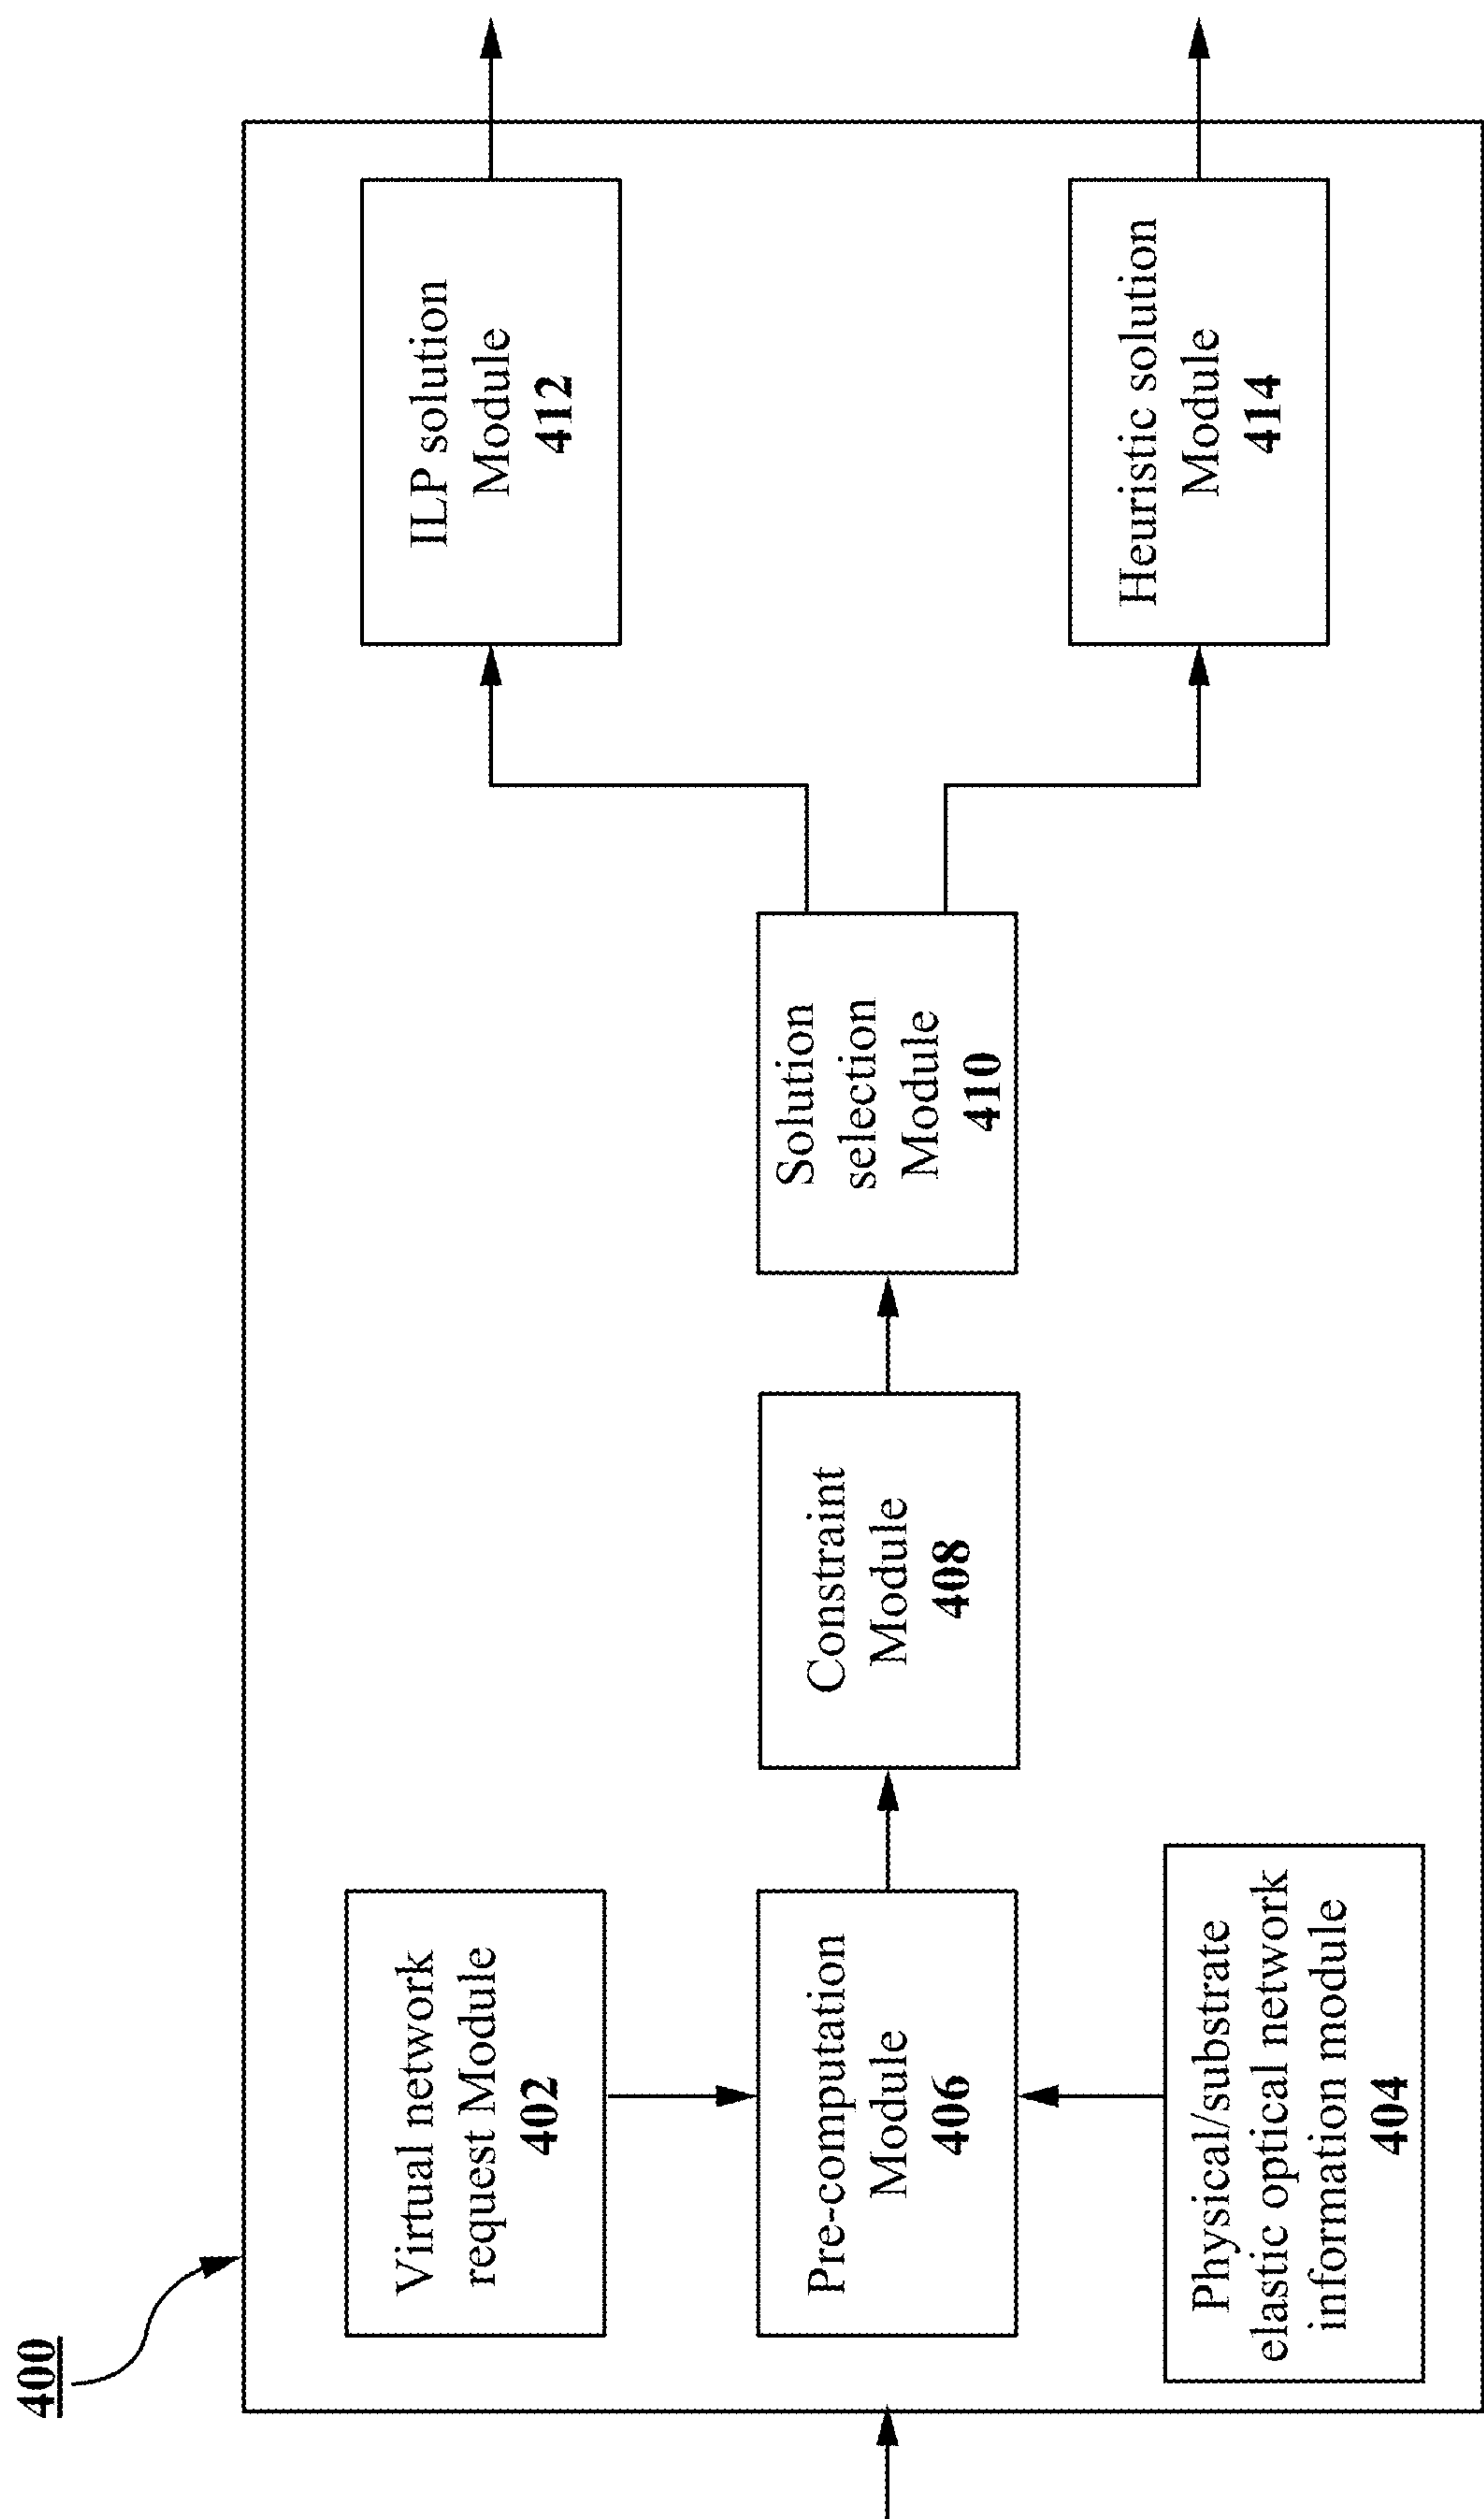 400
Virtual network
request Module
402
Pre-computation
Module
406
Physical/substrate
elastic optical network
information module
404
Constraint
Module
408
Solution
selection
Module
410
ILP solution
Module
412
Heuristic solution
Module
414